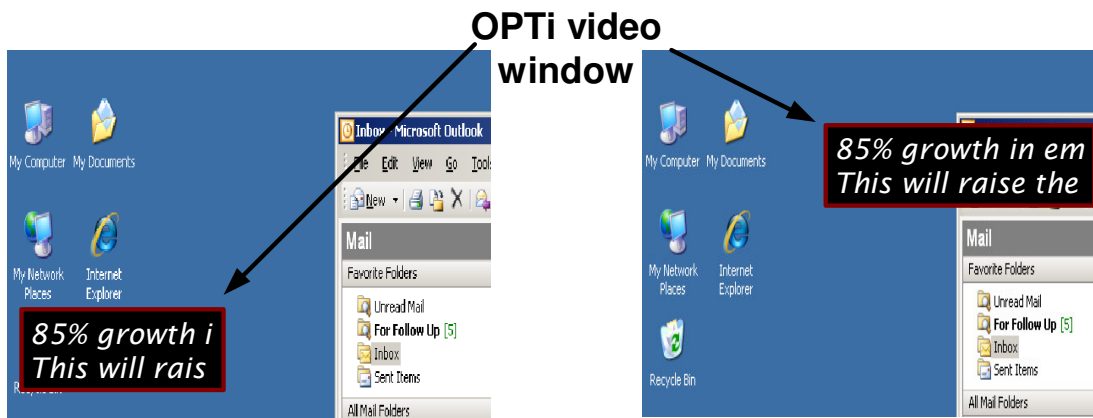 OPTi video
window
My Computer My Documents
Inbox - Microsoft Outlook
File Edit View Go Tools
New
Mail
My Network Places
Internet Explorer
Favorite Folders
Unread Mail
For Follow Up [5]
Inbox
Sent Items
All Mail Folders
85% growth i
This will rais
My Computer My Documents
85% growth in em
This will raise the
Mail
My Network Places
Internet Explorer
Favorite Folders
Unread Mail
For Follow Up [5]
Inbox
Sent Items
Recycle Bin
All Mail Folders